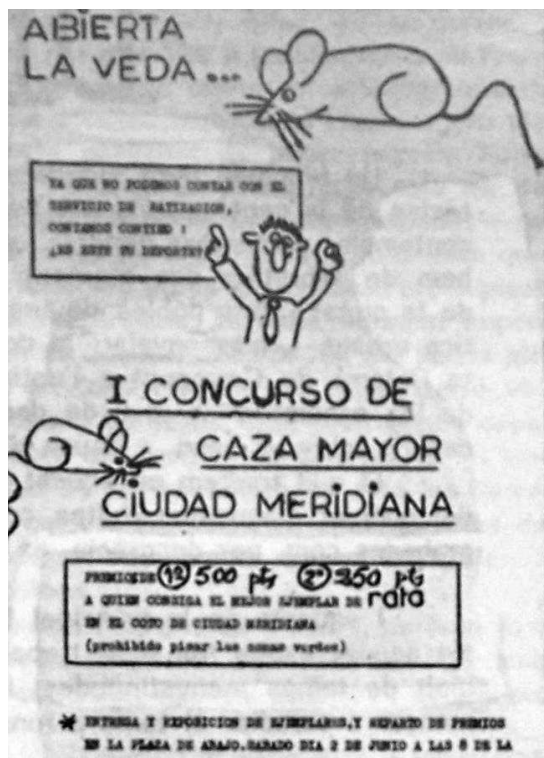 ABIERTA
LA VEDA...
YA QUE NO PODEMOS CONTAR CON EL
SERVICIO DE RATIZACION,
CONTAMOS CONTIGO :
¿ES ESTE TU DEPORTE?
I CONCURSO DE
CAZA MAYOR
CIUDAD MERIDIANA
PREMIOS DE 1º 500 pts 2º 250 pts
A QUIEN CONSIGA EL MEJOR EJEMPLAR DE rata
EN EL COTO DE CIUDAD MERIDIANA
(prohibido pisar las zonas verdes)
* ENTREGA Y EXPOSICION DE EJEMPLARES, Y REPARTO DE PREMIOS
EN LA PLAZA DE ABAJO. SABADO DIA 2 DE JUNIO A LAS 8 DE LA